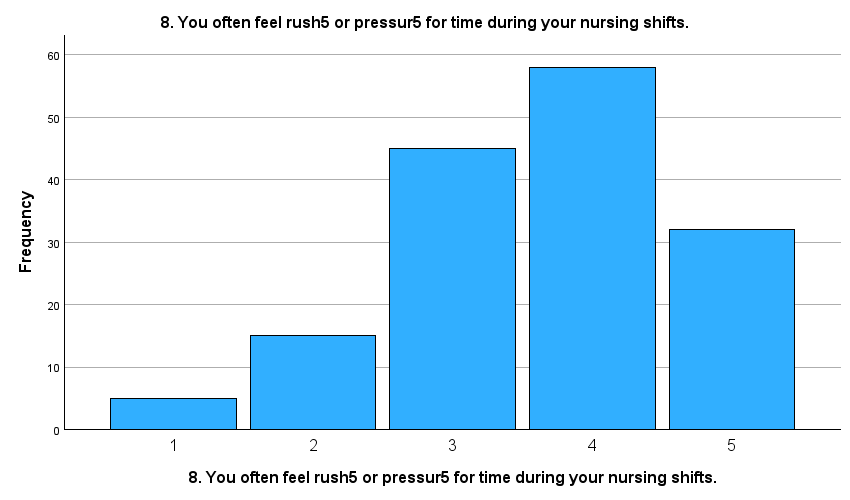 8. You often feel rush5 or pressur5 for time during your nursing shifts.
60
50
40
30
20
10
0
Frequency
1 2 3 4 5
8. You often feel rush5 or pressur5 for time during your nursing shifts.